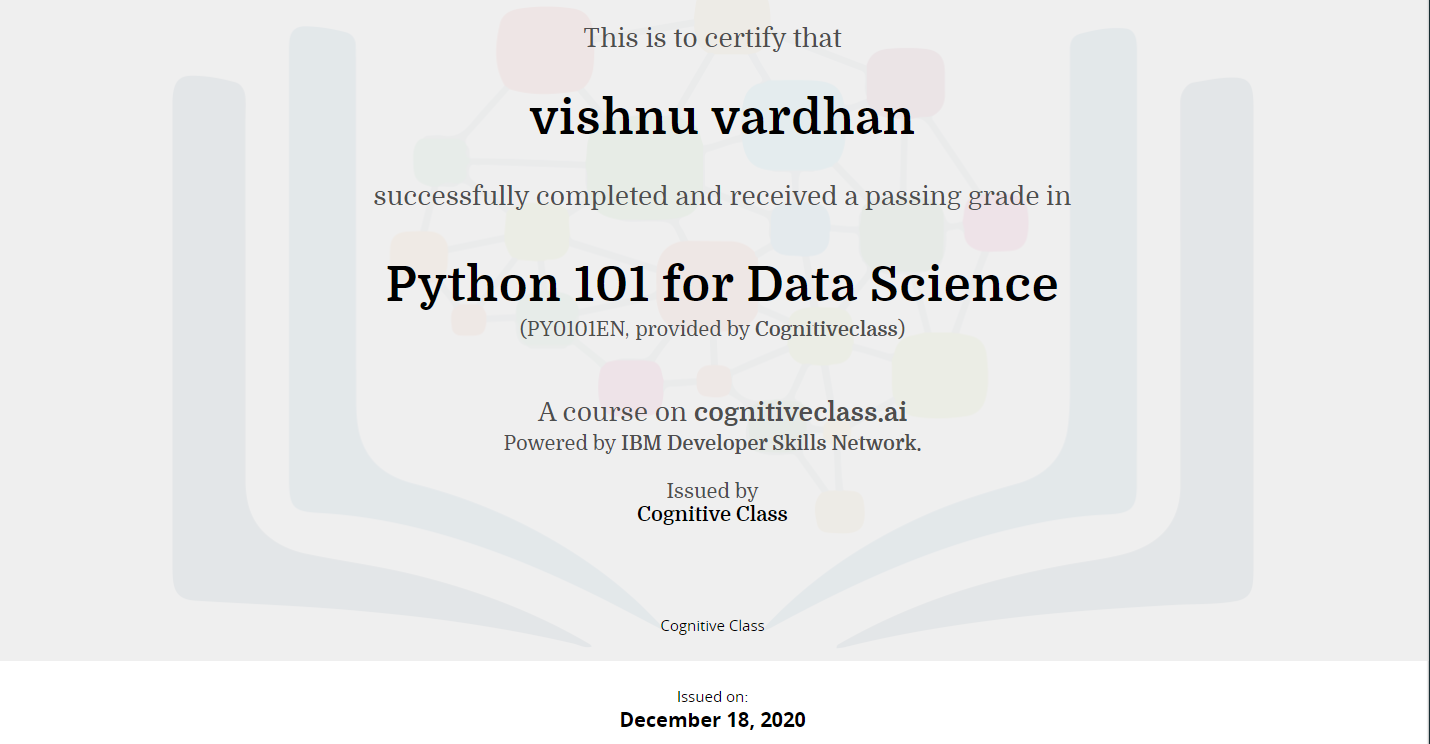 This is to certify that
vishnu vardhan
successfully completed and received a passing grade in
Python 101 for Data Science
(PY0101EN, provided by Cognitiveclass)
A course on cognitiveclass.ai
Powered by IBM Developer Skills Network.
Issued by
Cognitive Class
Cognitive Class
Issued on:
December 18, 2020